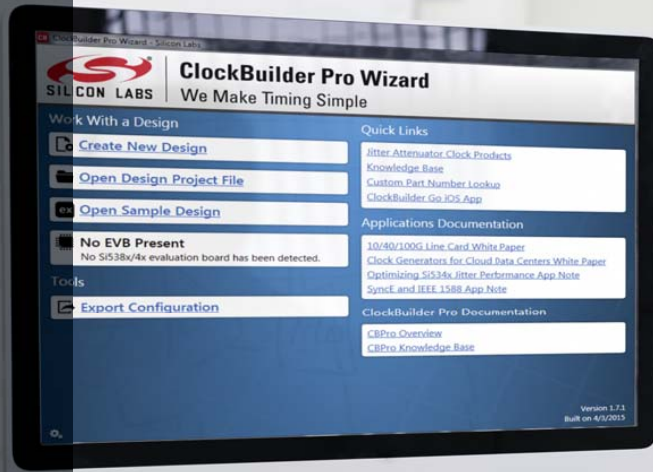 ClockBuilder Pro Wizard - Silicon Labs
SILICON LABS
ClockBuilder Pro Wizard
We Make Timing Simple
Work With a Design
Create New Design
Open Design Project File
Open Sample Design
No EVB Present
No Si538x/4x evaluation board has been detected.
Tools
Export Configuration
Quick Links
Jitter Attenuator Clock Products
Knowledge Base
Custom Part Number Lookup
ClockBuilder Go iOS App
Applications Documentation
10/40/100G Line Card White Paper
Clock Generators for Cloud Data Centers White Paper
Optimizing Si534x Jitter Performance App Note
SyncE and IEEE 1588 App Note
ClockBuilder Pro Documentation
CBPro Overview
CBPro Knowledge Base
Version 1.7.1
Built on 4/3/2015